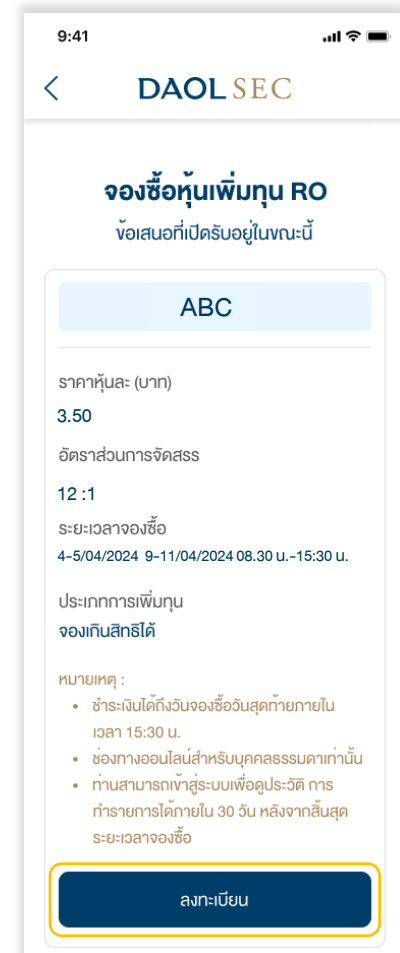 9:41
DAOL SEC
จองซื้อหุ้นเพิ่มทุน RO
ข้อเสนอที่เปิดรับอยู่ในขณะนี้
ABC
ราคาหุ้นละ (บาท)
3.50
อัตราส่วนการจัดสรร
12 :1
ระยะเวลาจองซื้อ
4-5/04/2024 9-11/04/2024 08.30 น.-15:30 น.
ประเภทการเพิ่มทุน
จองเกินสิทธิได้
หมายเหตุ :
• ชำระเงินได้ถึงวันจองซื้อวันสุดท้ายภายใน
เวลา 15:30 น.
• ช่องทางออนไลน์สำหรับบุคคลธรรมดาเท่านั้น
• ท่านสามารถเข้าสู่ระบบเพื่อดูประวัติ การ
ทำรายการได้ภายใน 30 วัน หลังจากสิ้นสุด
ระยะเวลาจองซื้อ
ลงทะเบียน